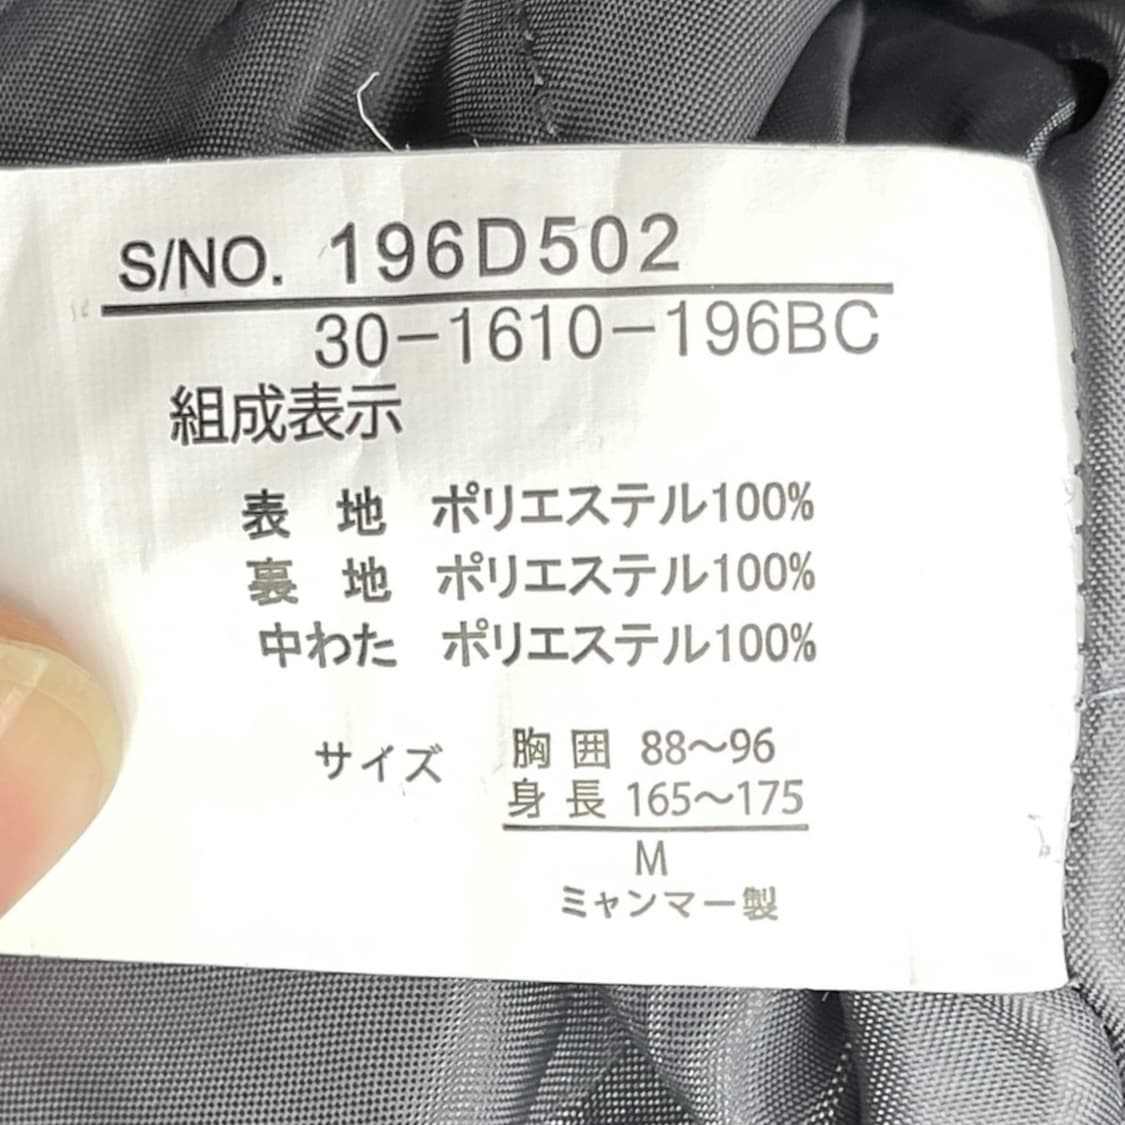 S/NO. 196D502
30-1610-196BC
組成表示
表 地 ポリエステル100%
裏 地 ポリエステル100%
中わた ポリエステル100%
サイズ 胸囲 88～96
身長 165～175
M
ミャンマー製